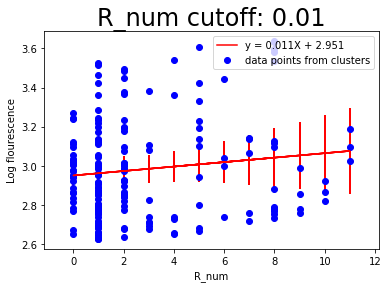 R_num cutoff: 0.01
y = 0.011X + 2.951
data points from clusters
Log flourescence
3.6
3.4
3.2
3.0
2.8
2.6
0 2 4 6 8 10 12
R_num